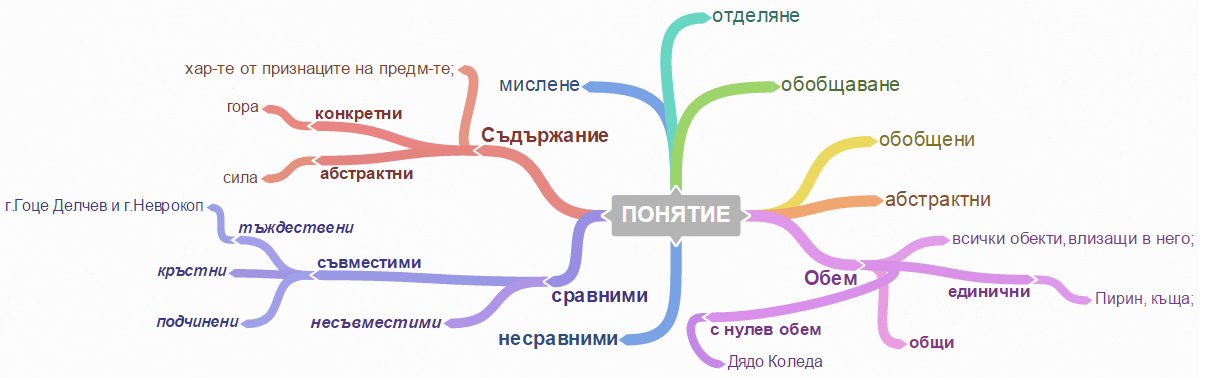 отделяне
мислене
обобщаване
хар-те от признаците на предм-те;
гора
конкретни
Съдържание
сила
абстрактни
обобщени
абстрактни
ПОНЯТИЕ
г.Гоце Делчев и г.Неврокоп
тъждествени
кръстни
съвместими
подчинени
несъвместими
сравними
несравними
всички обекти,влизащи в него;
Обем
единични
Пирин, къща;
с нулев обем
общи
Дядо Коледа